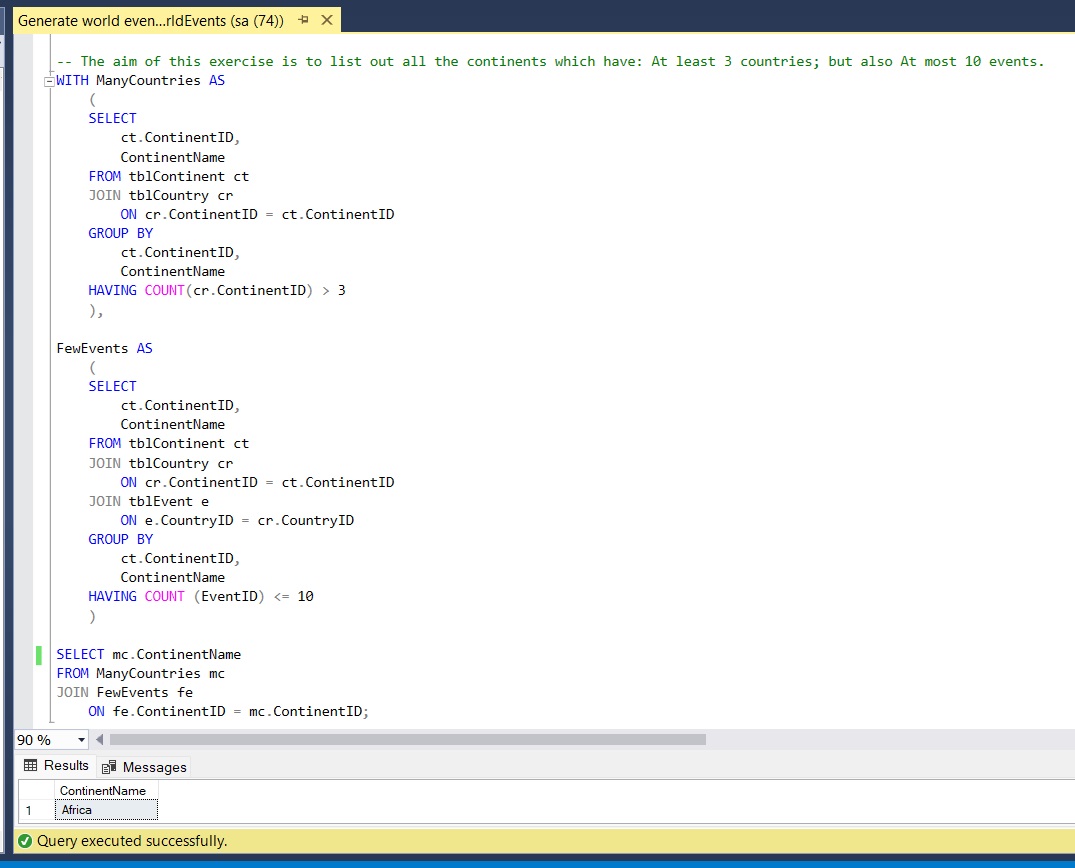 Generate world even...rldEvents (sa (74))
-- The aim of this exercise is to list out all the continents which have: At least 3 countries; but also At most 10 events.
WITH ManyCountries AS
(
SELECT
ct.ContinentID,
ContinentName
FROM tblContinent ct
JOIN tblCountry cr
ON cr.ContinentID = ct.ContinentID
GROUP BY
ct.ContinentID,
ContinentName
HAVING COUNT(cr.ContinentID) > 3
),
FewEvents AS
(
SELECT
ct.ContinentID,
ContinentName
FROM tblContinent ct
JOIN tblCountry cr
ON cr.ContinentID = ct.ContinentID
JOIN tblEvent e
ON e.CountryID = cr.CountryID
GROUP BY
ct.ContinentID,
ContinentName
HAVING COUNT (EventID) <= 10
)
SELECT mc.ContinentName
FROM ManyCountries mc
JOIN FewEvents fe
ON fe.ContinentID = mc.ContinentID;
90 %
Results Messages
ContinentName
1 Africa
Query executed successfully.